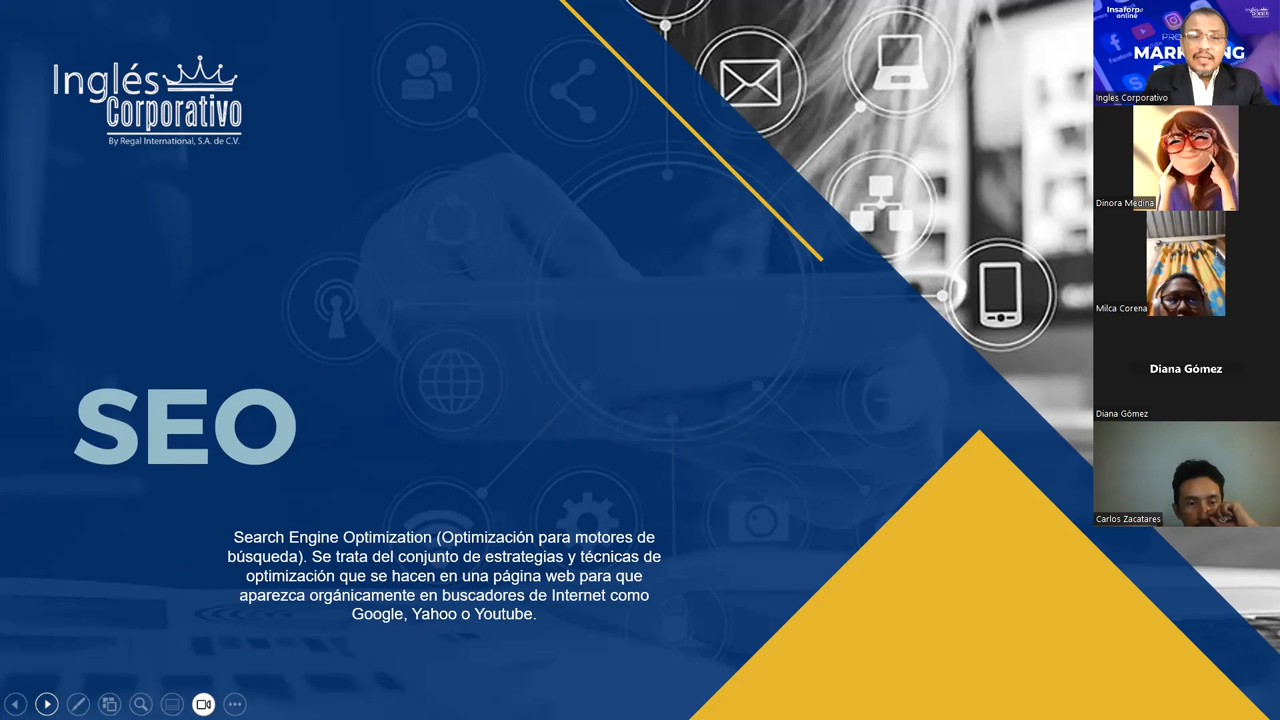 Inglés
Corporativo
By Regal International, S.A. de C.V.
SEO
Search Engine Optimization (Optimización para motores de
búsqueda). Se trata del conjunto de estrategias y técnicas de
optimización que se hacen en una página web para que
aparezca orgánicamente en buscadores de Internet como
Google, Yahoo o Youtube.
Insaforp
online
Ingles Corporativo
Dinora Medina
Milca Corena
Diana Gómez
Diana Gómez
Carlos Zacatares